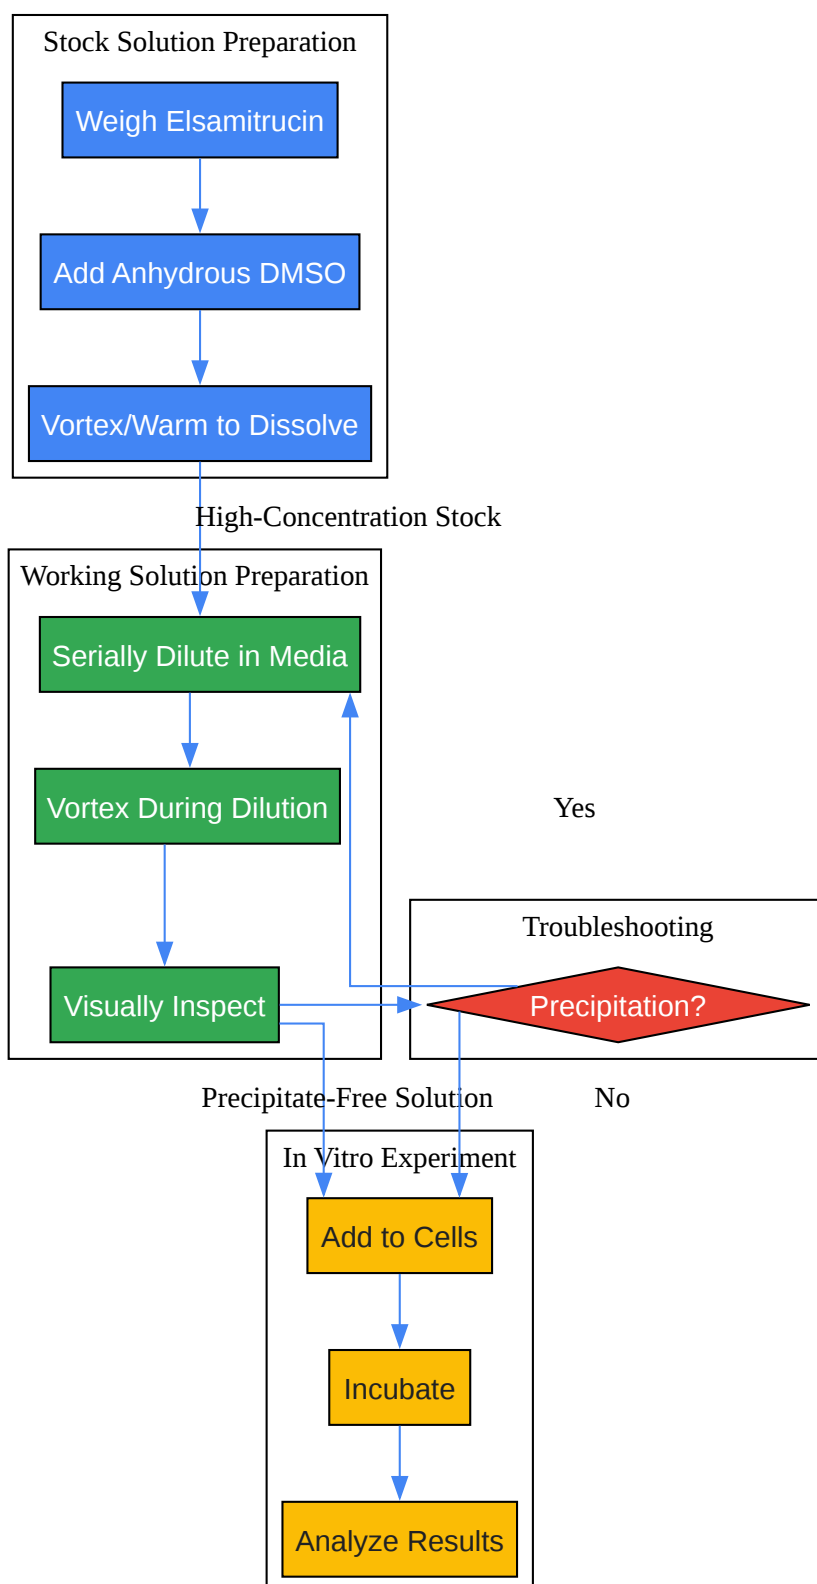 Stock Solution Preparation
Weigh Elsamitrucin
Add Anhydrous DMSO
Vortex/Warm to Dissolve
High-Concentration Stock
Working Solution Preparation
Serially Dilute in Media
Vortex During Dilution
Yes
Troubleshooting
Visually Inspect
Precipitation?
Precipitate-Free Solution
No
In Vitro Experiment
Add to Cells
Incubate
Analyze Results